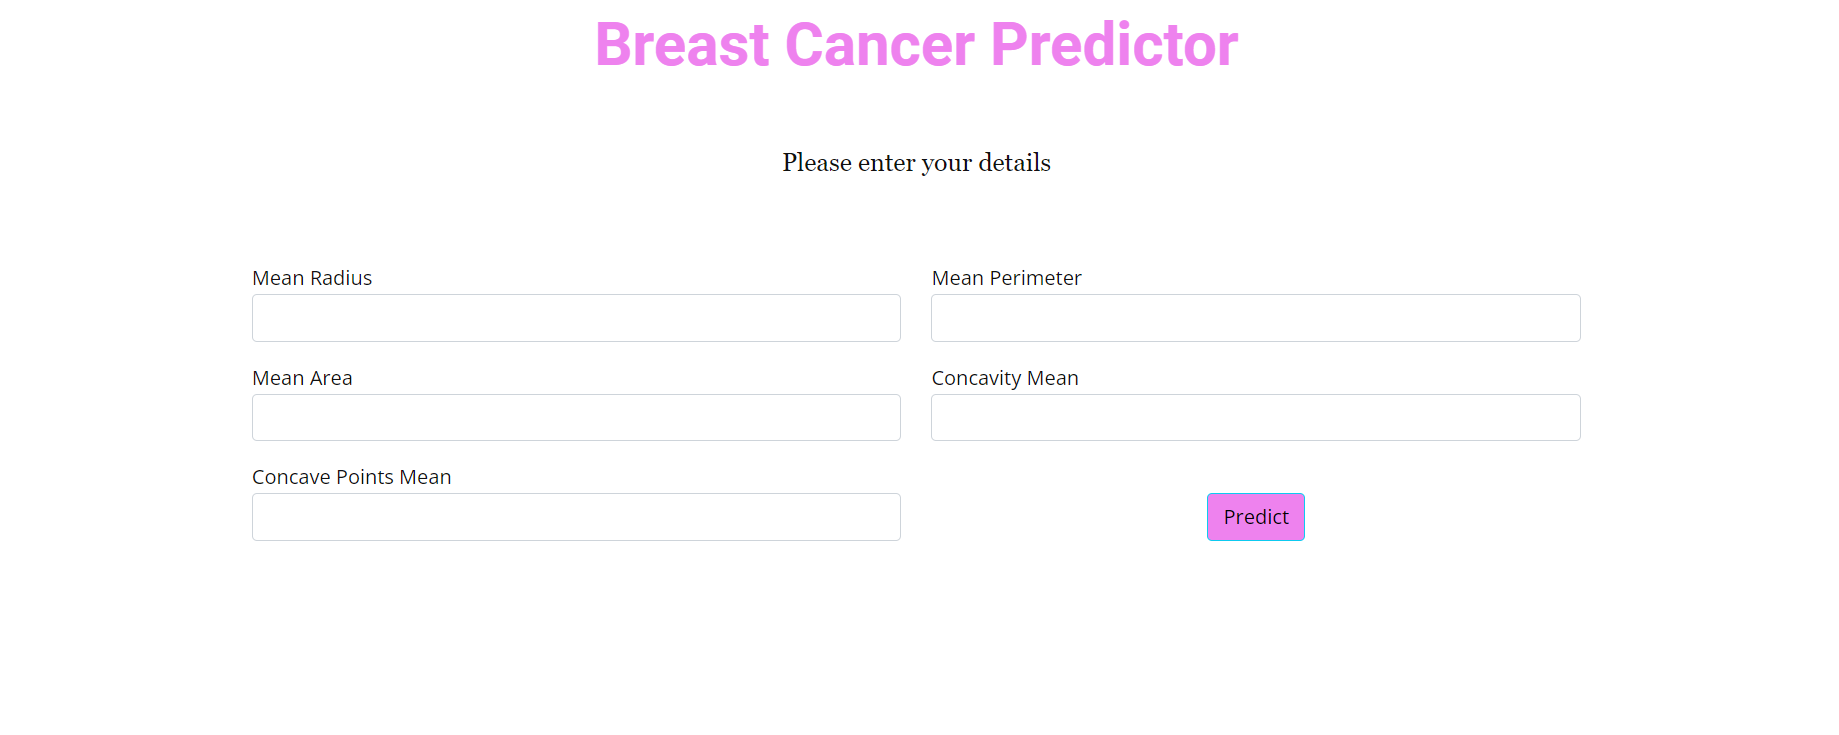 Breast Cancer Predictor
Please enter your details
Mean Radius
Mean Perimeter
Mean Area
Concavity Mean
Concave Points Mean
Predict